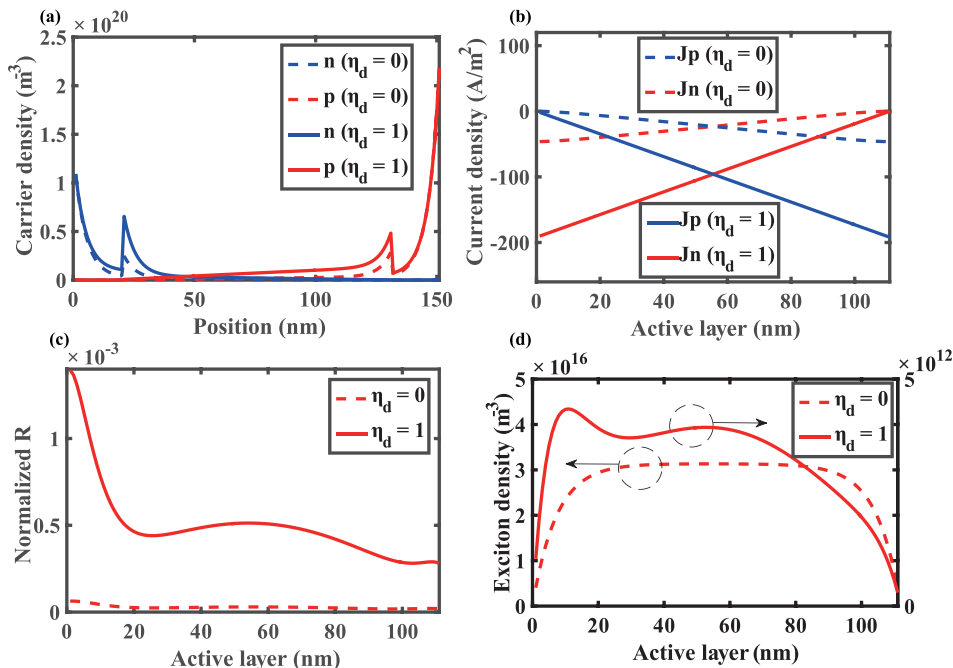 (a)
× 10^20
2.5
2
1.5
1
0.5
0
0 50 100 150
Carrier density (m^-3)
Position (nm)
n (η_d = 0)
p (η_d = 0)
n (η_d = 1)
p (η_d = 1)
(b)
100
0
-100
-200
0 20 40 60 80 100
Current density (A/m^2)
Active layer (nm)
Jp (η_d = 0)
Jn (η_d = 0)
Jp (η_d = 1)
Jn (η_d = 1)
(c)
× 10^-3
1
0.5
0
0 20 40 60 80 100
Normalized R
Active layer (nm)
η_d = 0
η_d = 1
(d)
× 10^16
× 10^12
5
4
3
2
1
0
5
0
0 20 40 60 80 100
Exciton density (m^-3)
Active layer (nm)
η_d = 0
η_d = 1